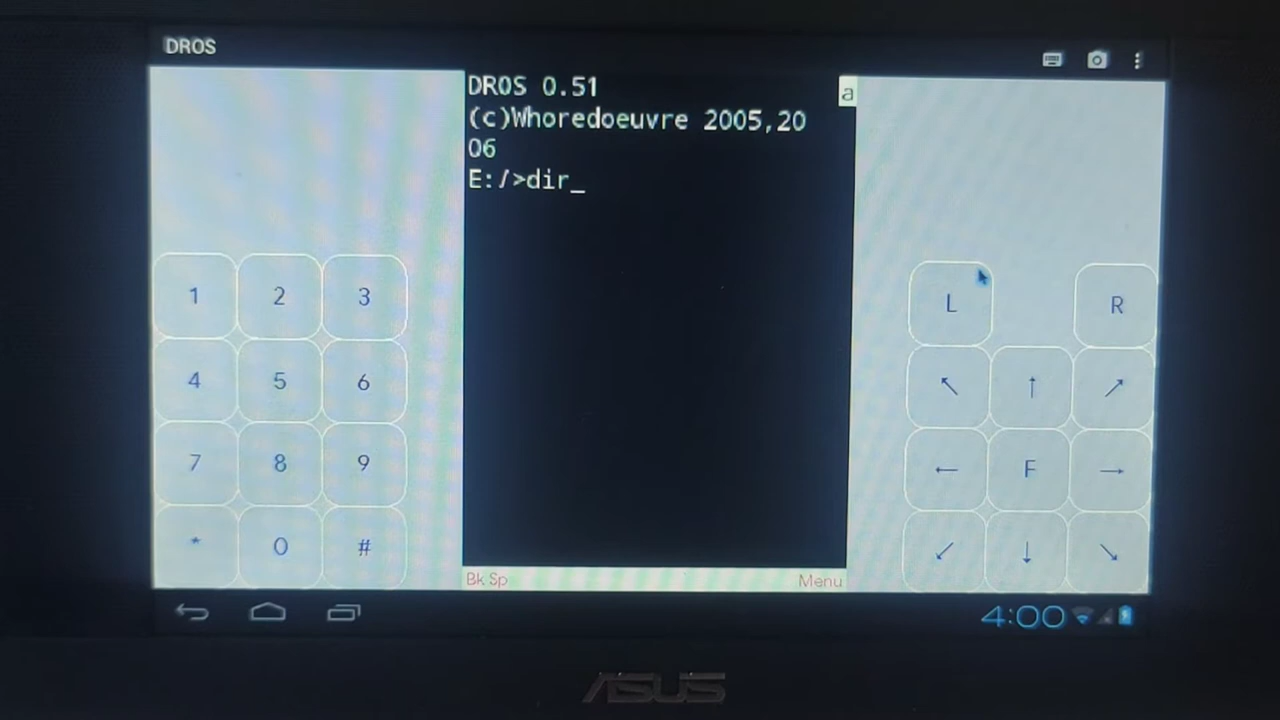 DROS
DROS 0.51
a
(c)Whoredoeuvre 2005,20
06
E:/>dir_
1 2 3
4 5 6
7 8 9
* 0 #
L R
↖ ↑ ↗
← F →
↙ ↓ ↘
Bk Sp Menu
4:00
ASUS